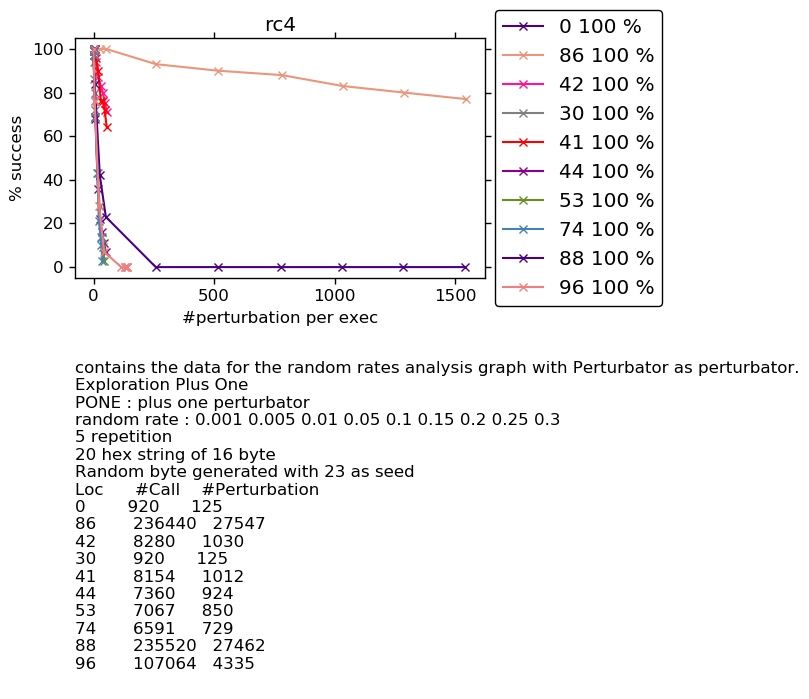 rc4
100
80
60
40
20
0
% success
0
500
1000
1500
#perturbation per exec
0 100 %
86 100 %
42 100 %
30 100 %
41 100 %
44 100 %
53 100 %
74 100 %
88 100 %
96 100 %
contains the data for the random rates analysis graph with Perturbator as perturbator.
Exploration Plus One
PONE : plus one perturbator
random rate : 0.001 0.005 0.01 0.05 0.1 0.15 0.2 0.25 0.3
5 repetition
20 hex string of 16 byte
Random byte generated with 23 as seed
Loc #Call #Perturbation
0 920 125
86 236440 27547
42 8280 1030
30 920 125
41 8154 1012
44 7360 924
53 7067 850
74 6591 729
88 235520 27462
96 107064 4335